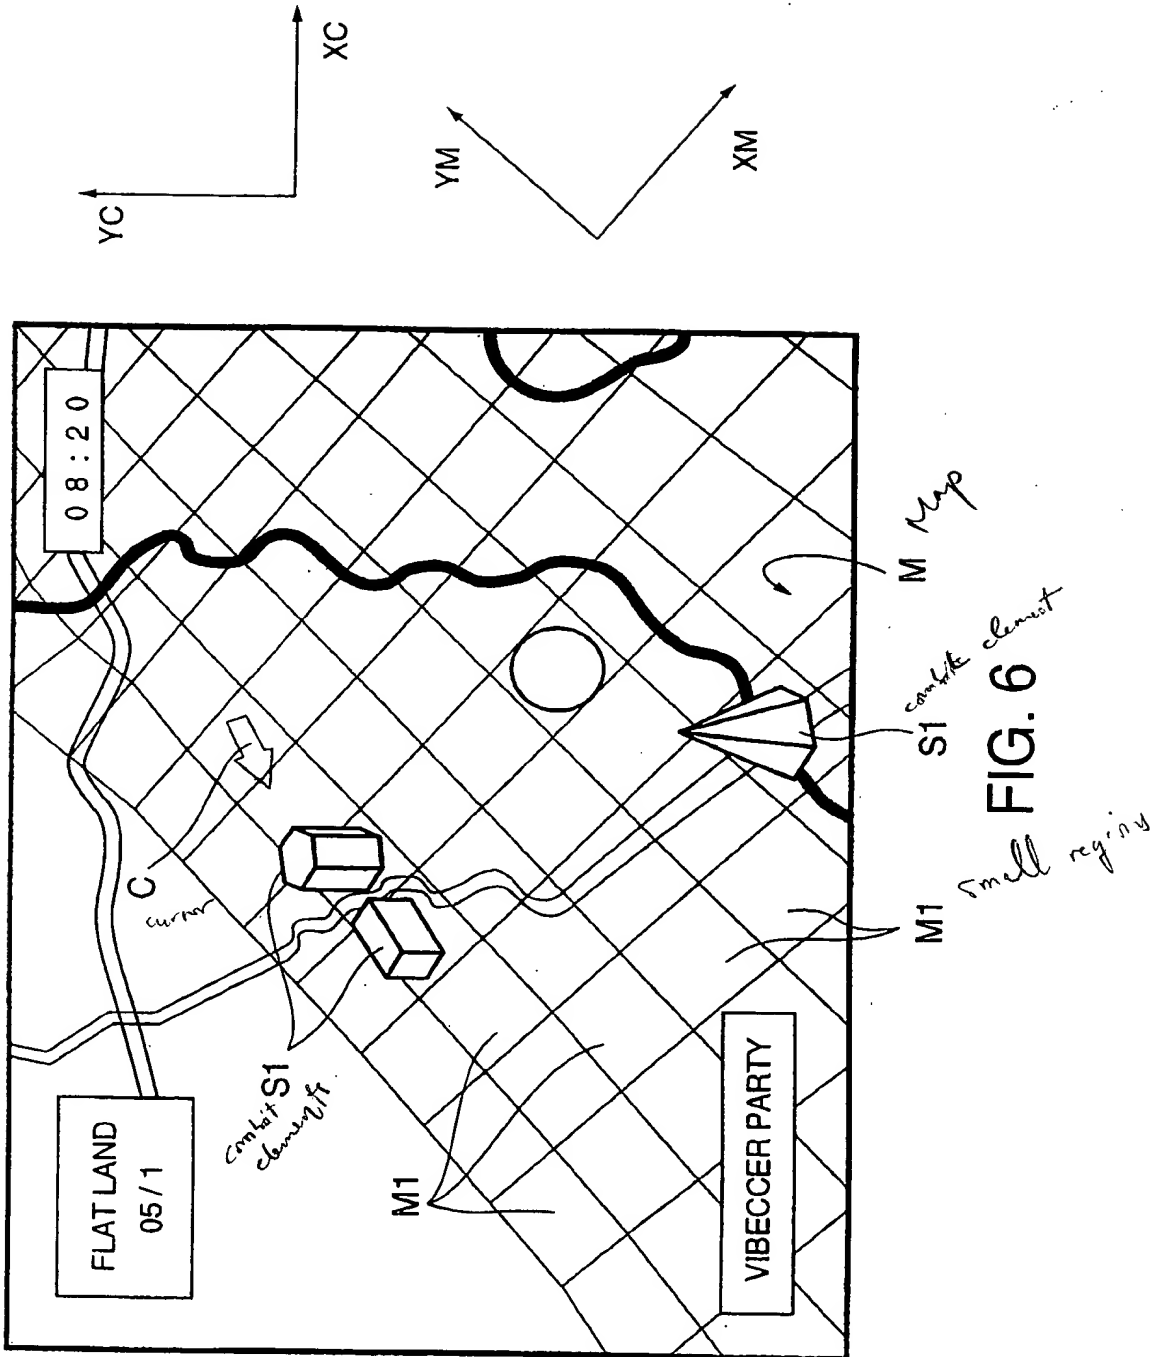 YC
XC
YM
XM
08:20
FLAT LAND
05/1
VIBECCER PARTY
C
cursor
S1
combat
elements
M1
M1
small regions
S1
element
M
Map
FIG. 6